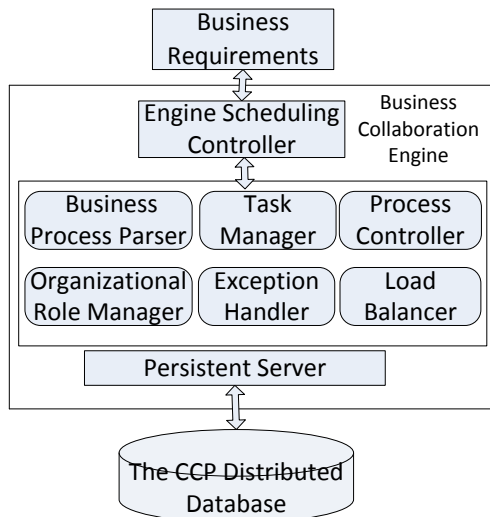 Business
Requirements
Engine Scheduling
Controller
Business
Collaboration
Engine
Business
Process Parser
Task
Manager
Process
Controller
Organizational
Role Manager
Exception
Handler
Load
Balancer
Persistent Server
The CCP Distributed
Database